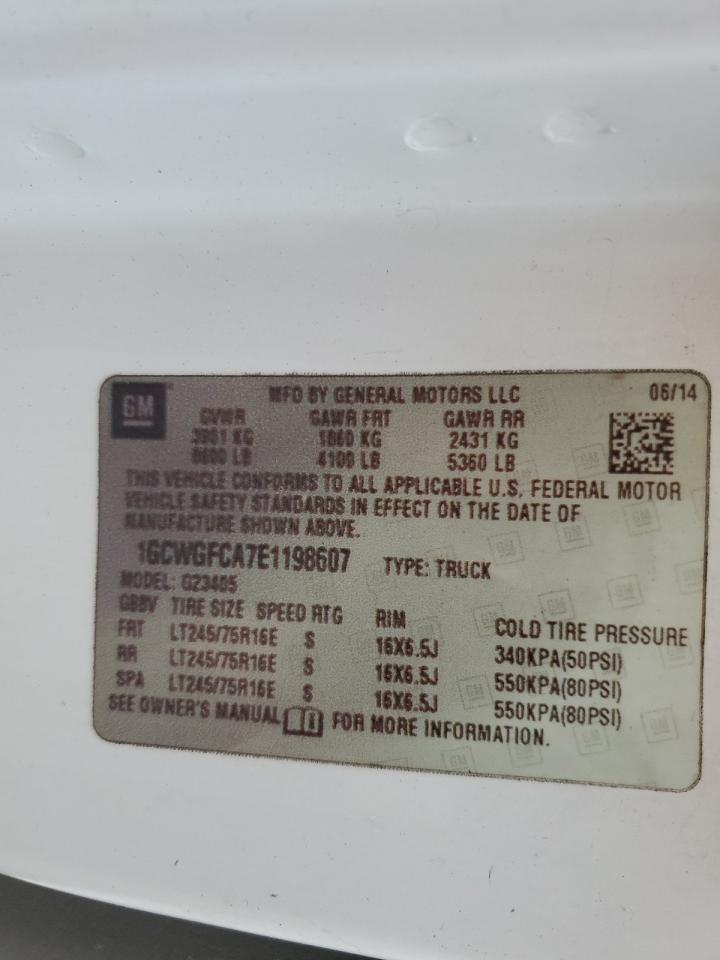 GM MFD BY GENERAL MOTORS LLC 06/14
GVWR GAWR FRT GAWR RR
3901 KG 1860 KG 2431 KG
8600 LB 4100 LB 5360 LB
THIS VEHICLE CONFORMS TO ALL APPLICABLE U.S. FEDERAL MOTOR
VEHICLE SAFETY STANDARDS IN EFFECT ON THE DATE OF
MANUFACTURE SHOWN ABOVE.
1GCWGFCA7E1198607 TYPE: TRUCK
MODEL: G23405
GBBV TIRE SIZE SPEED RTG RIM COLD TIRE PRESSURE
FRT LT245/75R16E S 16X6.5J 340KPA(50PSI)
RR LT245/75R16E S 16X6.5J 550KPA(80PSI)
SPA LT245/75R16E S 16X6.5J 550KPA(80PSI)
SEE OWNER'S MANUAL FOR MORE INFORMATION.